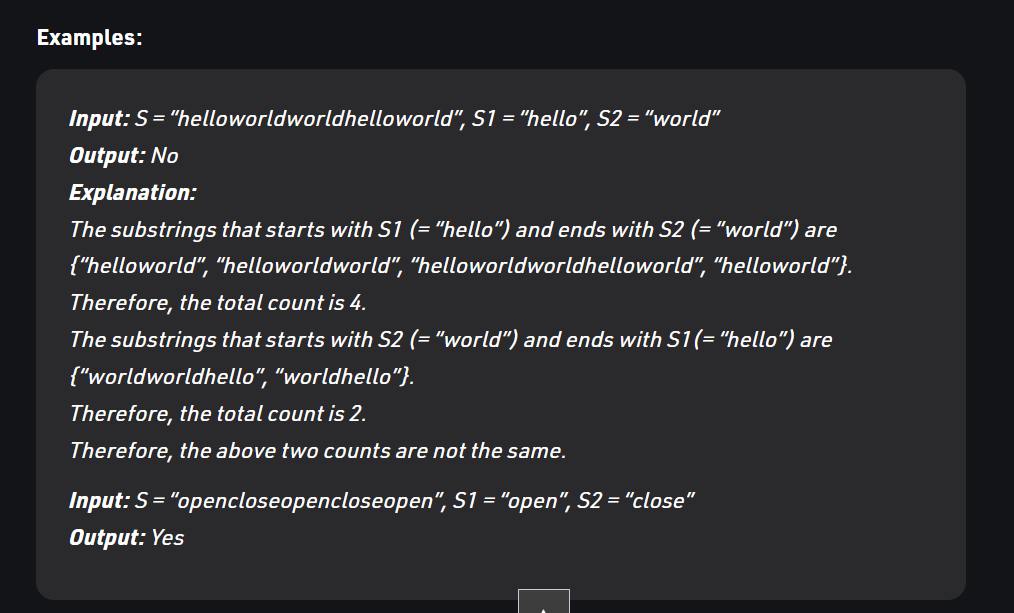 Examples:
Input: S = “helloworldworldhelloworld”, S1 = “hello”, S2 = “world”
Output: No
Explanation:
The substrings that starts with S1 (= “hello”) and ends with S2 (= “world”) are
{“helloworld”, “helloworldworld”, “helloworldworldhelloworld”, “helloworld”}.
Therefore, the total count is 4.
The substrings that starts with S2 (= “world”) and ends with S1(= “hello”) are
{“worldworldhello”, “worldhello”}.
Therefore, the total count is 2.
Therefore, the above two counts are not the same.
Input: S = “opencloseopencloseopen”, S1 = “open”, S2 = “close”
Output: Yes